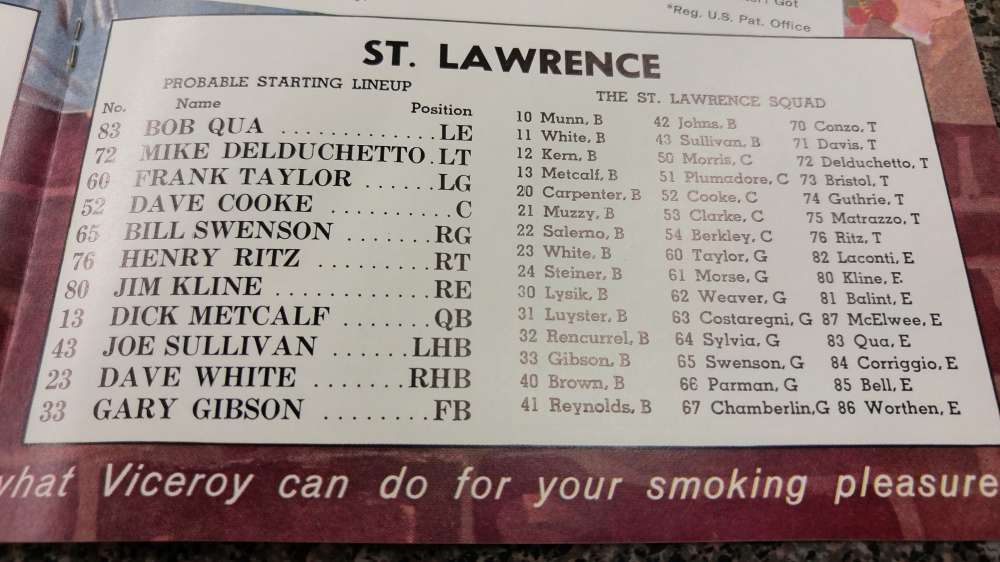 Got
*Reg. U.S. Pat. Office
ST. LAWRENCE
PROBABLE STARTING LINEUP
No. Name Position
83 BOB QUA ............ LE
72 MIKE DELDUCHETTO . LT
60 FRANK TAYLOR ...... LG
52 DAVE COOKE .......... C
65 BILL SWENSON ....... RG
76 HENRY RITZ ......... RT
80 JIM KLINE ............ RE
13 DICK METCALF ....... QB
43 JOE SULLIVAN ...... LHB
23 DAVE WHITE ....... RHB
33 GARY GIBSON ......... FB
THE ST. LAWRENCE SQUAD
10 Munn, B
11 White, B
12 Kern, B
13 Metcalf, B
20 Carpenter, B
21 Muzzy, B
22 Salerno, B
23 White, B
24 Steiner, B
30 Lysik, B
31 Luyster, B
32 Rencurrel, B
33 Gibson, B
40 Brown, B
41 Reynolds, B
42 Johns, B
43 Sullivan, B
50 Morris, C
51 Plumadore, C
52 Cooke, C
53 Clarke, C
54 Berkley, C
60 Taylor, G
61 Morse, G
62 Weaver, G
63 Costaregni, G
64 Sylvia, G
65 Swenson, G
66 Parman, G
67 Chamberlin, G
70 Conzo, T
71 Davis, T
72 Delduchetto, T
73 Bristol, T
74 Guthrie, T
75 Matrazzo, T
76 Ritz, T
82 Laconti, E
80 Kline, E
81 Balint, E
87 McElwee, E
83 Qua, E
84 Corriggio, E
85 Bell, E
86 Worthen, E
what Viceroy can do for your smoking pleasure